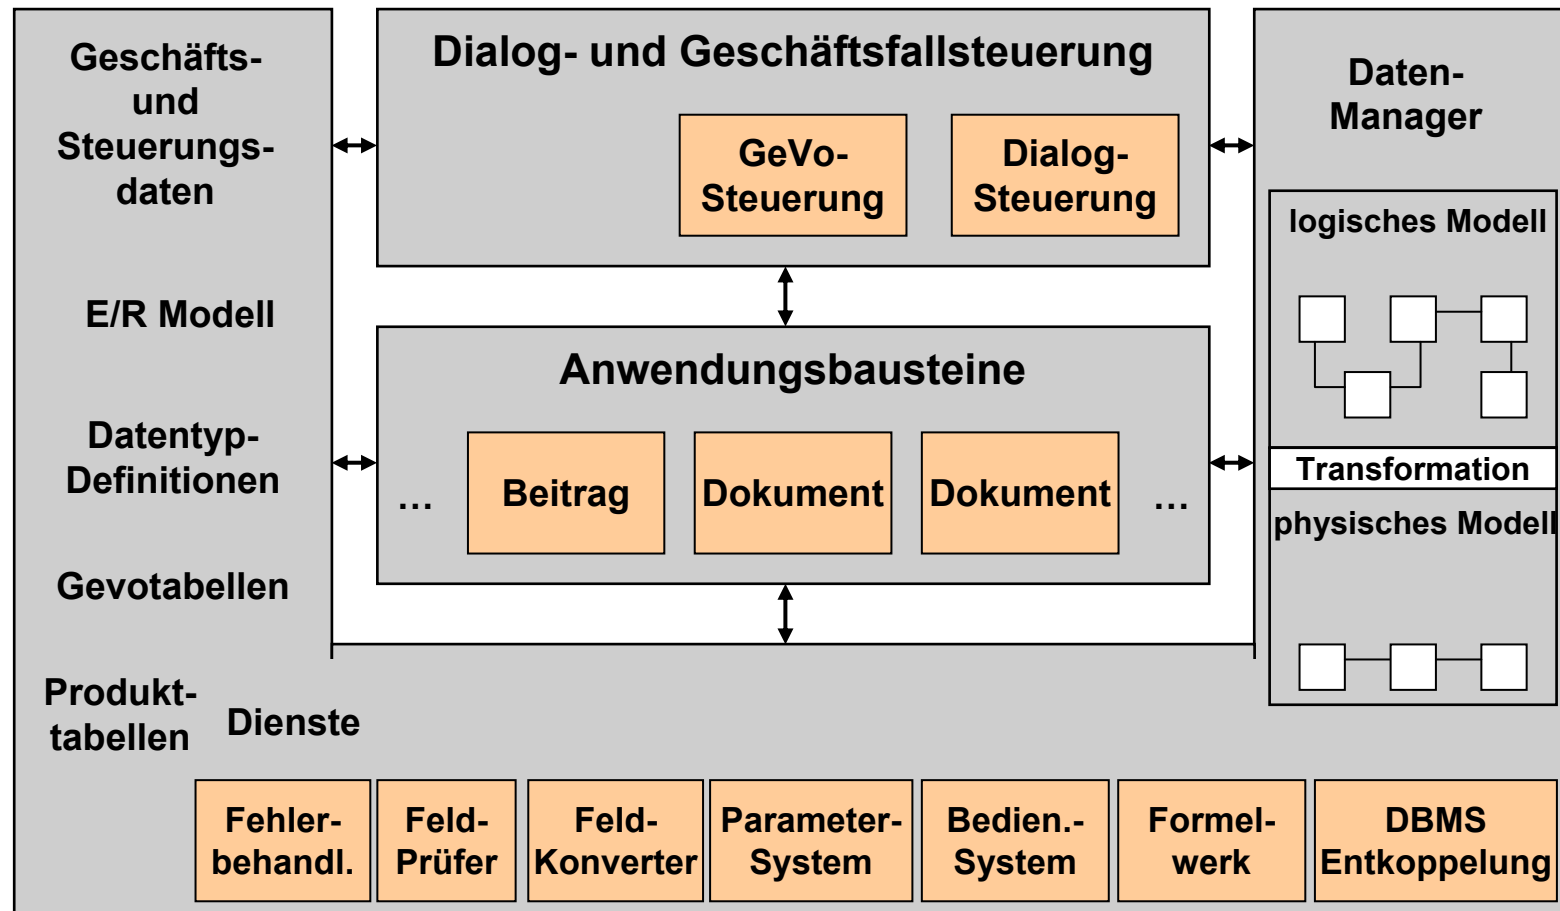 Geschäfts-
und
Steuerungs-
daten
E/R Modell
Datentyp-
Definitionen
Gevotabellen
Produkt-
tabellen
Dialog- und Geschäftsfallsteuerung
GeVo-
Steuerung
Dialog-
Steuerung
Anwendungsbausteine
...
Beitrag
Dokument
Dokument
...
Daten-
Manager
logisches Modell
Transformation
physisches Modell
Dienste
Fehler-
behandl.
Feld-
Prüfer
Feld-
Konverter
Parameter-
System
Bedien.-
System
Formel-
werk
DBMS
Entkoppelung